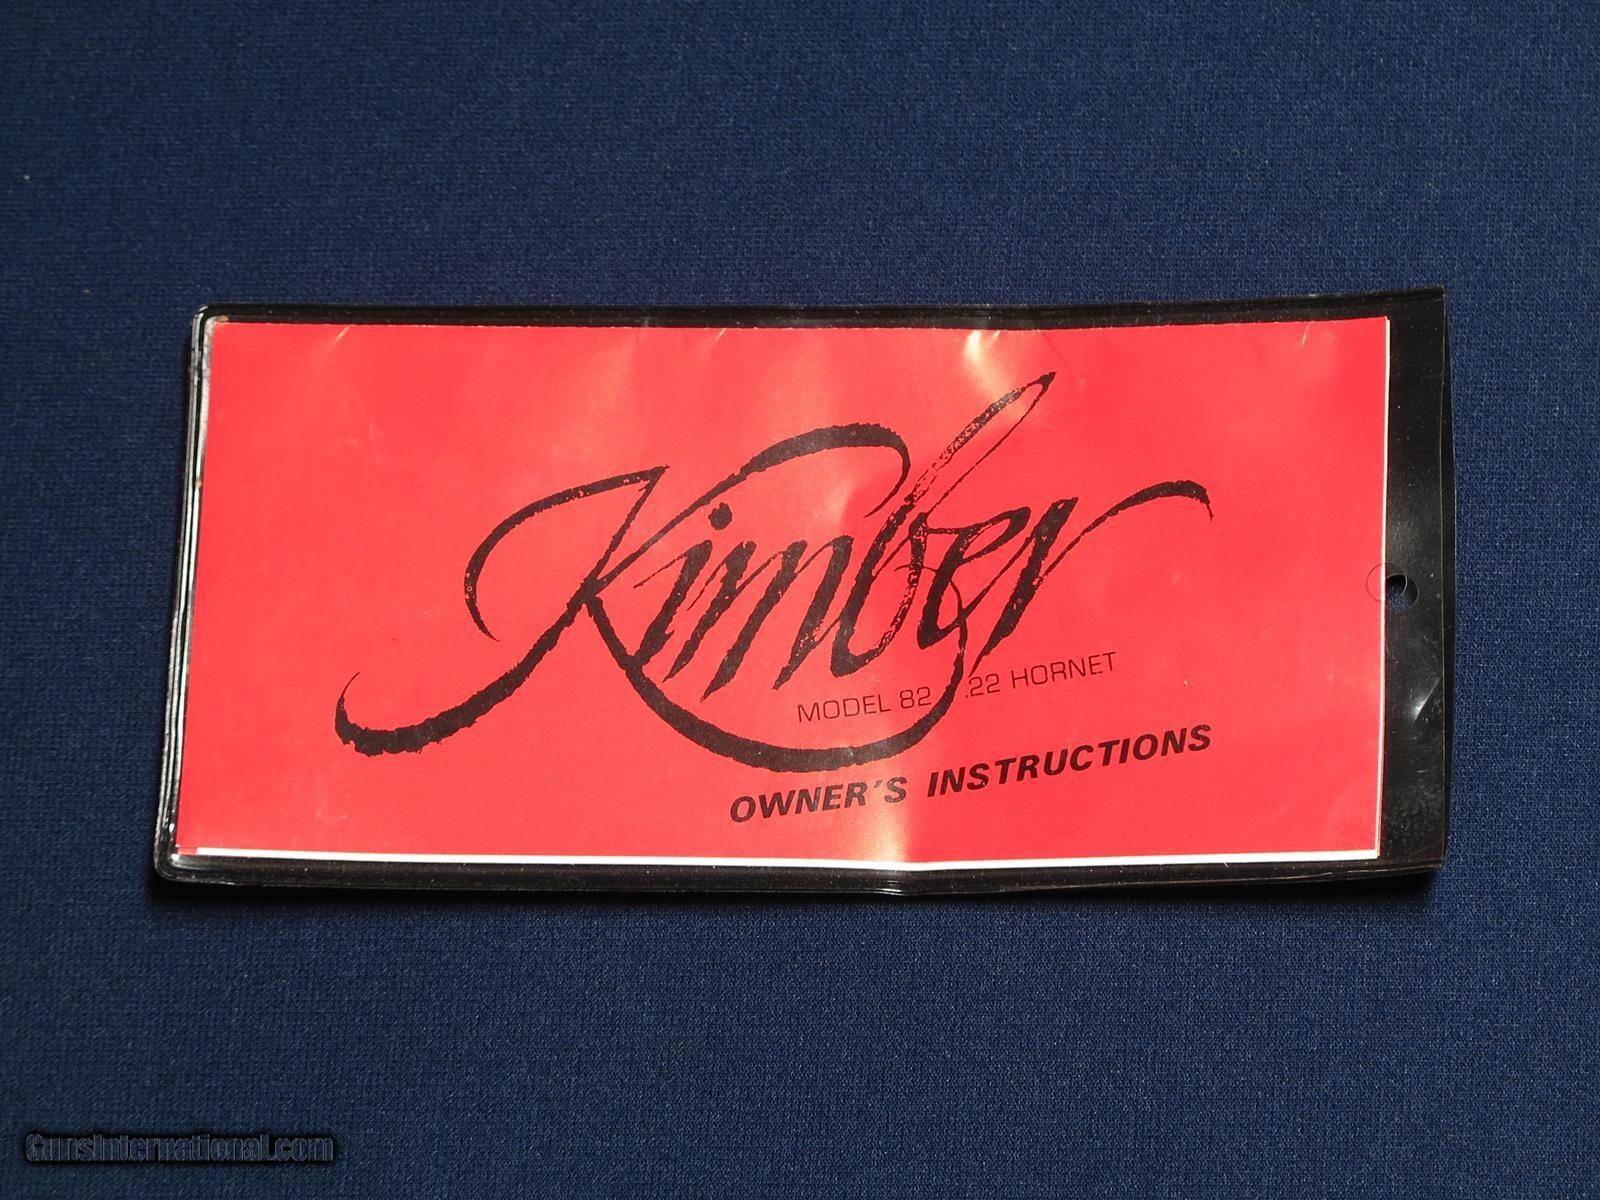 Kimber
MODEL 82 .22 HORNET
OWNER'S INSTRUCTIONS
GunsInternational.com